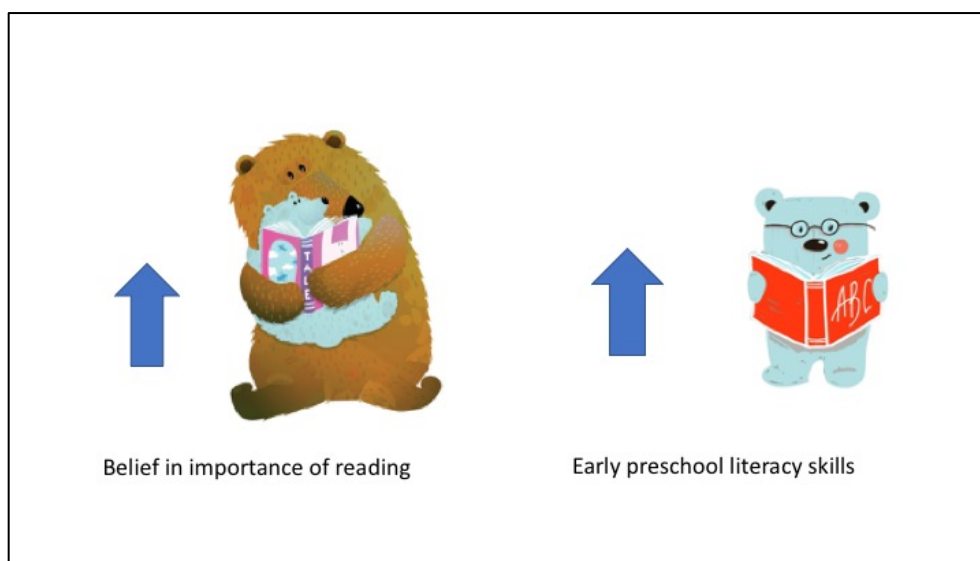 TALE
ABC
Belief in importance of reading
Early preschool literacy skills